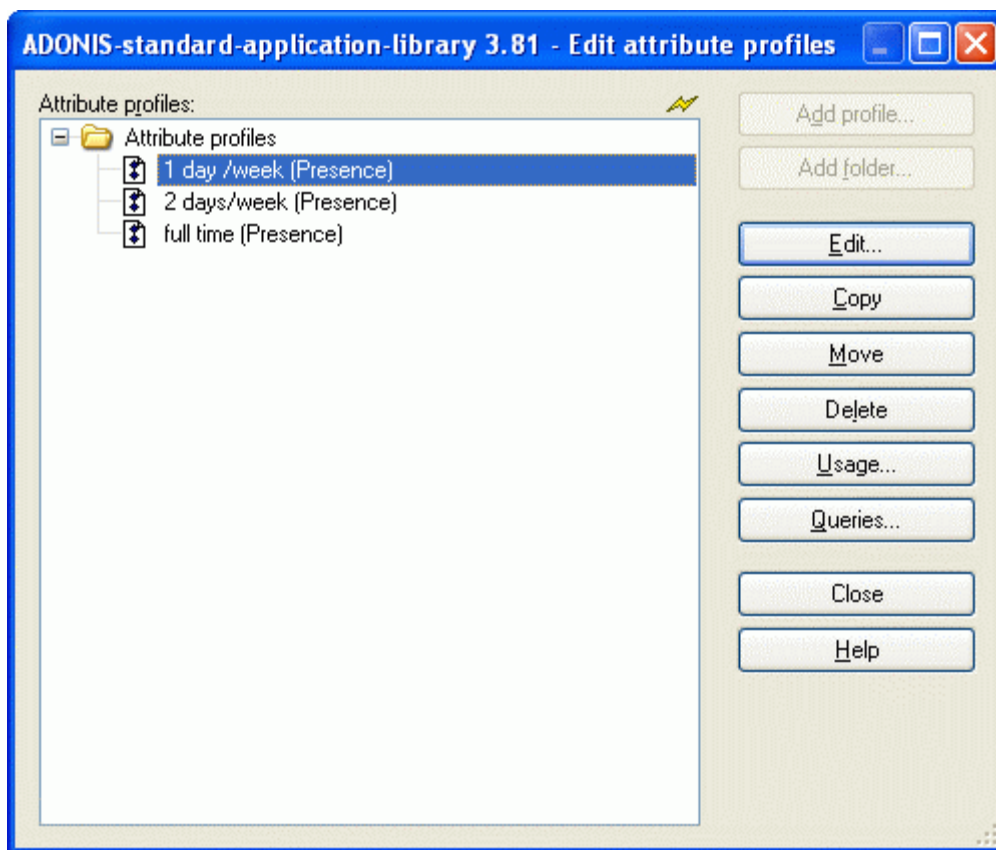 ADONIS-standard-application-library 3.81 - Edit attribute profiles
Attribute profiles:
Attribute profiles
1 day /week (Presence)
2 days/week (Presence)
full time (Presence)
Add profile...
Add folder...
Edit...
Copy
Move
Delete
Usage...
Queries...
Close
Help